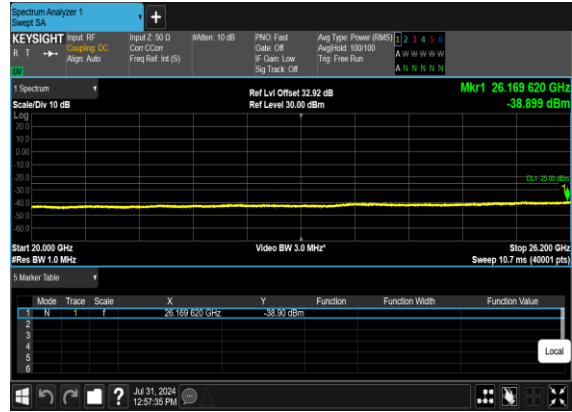 Spectrum Analyzer 1
Swept SA
+
KEYSIGHT
R T
Input: RF
Coupling: DC
Align: Auto
Input Z: 50 Ω
Corr CCorr
Freq Ref: Int (S)
#Atten: 10 dB
PNO: Fast
Gate: Off
IF Gain: Low
Sig Track: Off
Avg Type: Power (RMS)
Avg|Hold: 100/100
Trig: Free Run
1 2 3 4 5 6
A W W W W W
A N N N N N
1 Spectrum
Scale/Div 10 dB
Ref Lvl Offset 32.92 dB
Ref Level 30.00 dBm
Mkr1 26.169 620 GHz
-38.899 dBm
Log
20.0
10.0
0.00
-10.0
-20.0
-30.0
-40.0
-50.0
-60.0
DL1 -25.00 dBm
1
Start 20.000 GHz
#Res BW 1.0 MHz
Video BW 3.0 MHz*
Stop 26.200 GHz
Sweep 10.7 ms (40001 pts)
5 Marker Table
Mode Trace Scale X Y Function Function Width Function Value
1 N 1 f 26.169 620 GHz -38.90 dBm
2
3
4
5
6
Local
?
Jul 31, 2024
12:57:35 PM